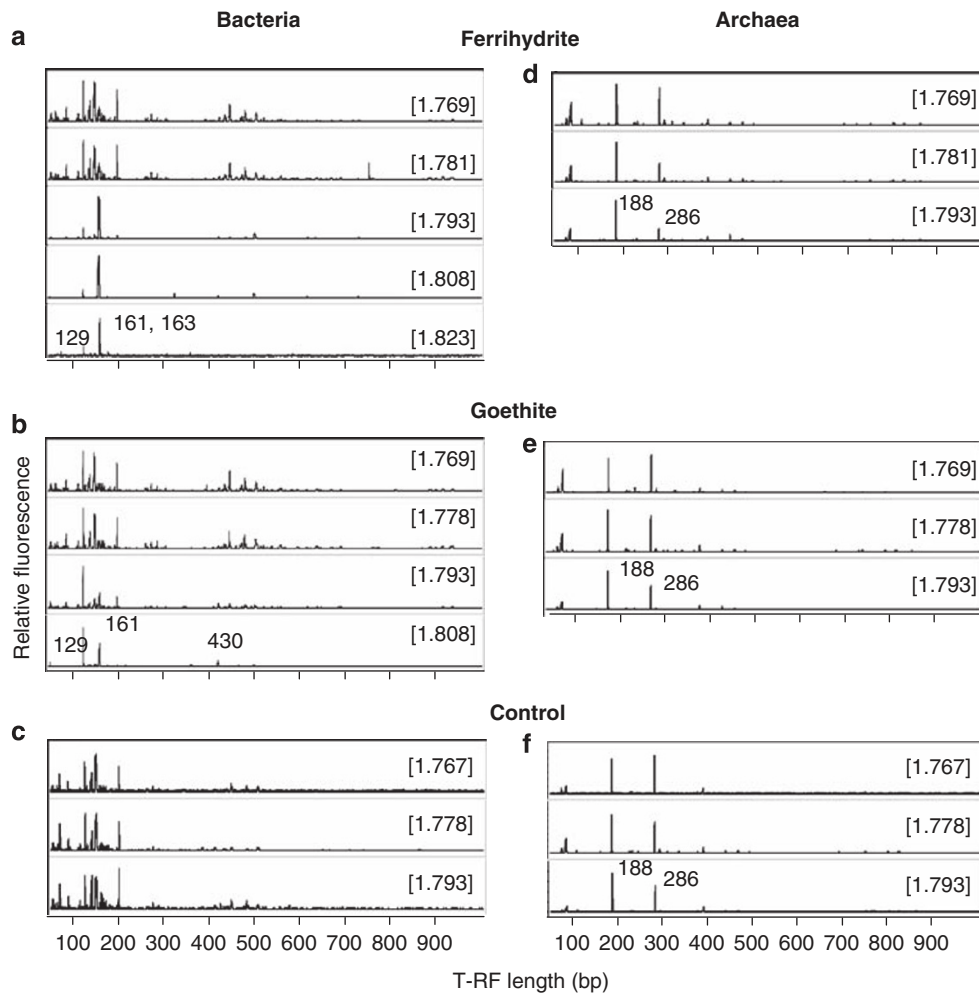 Bacteria
Archaea
Ferrihydrite
a
[1.769]
[1.781]
[1.793]
[1.808]
129
161, 163
[1.823]
d
[1.769]
[1.781]
188
286
[1.793]
Goethite
b
[1.769]
[1.778]
[1.793]
129
161
430
[1.808]
e
[1.769]
[1.778]
188
286
[1.793]
Relative fluorescence
Control
c
[1.767]
[1.778]
[1.793]
100 200 300 400 500 600 700 800 900
f
[1.767]
[1.778]
188
286
[1.793]
100 200 300 400 500 600 700 800 900
T-RF length (bp)